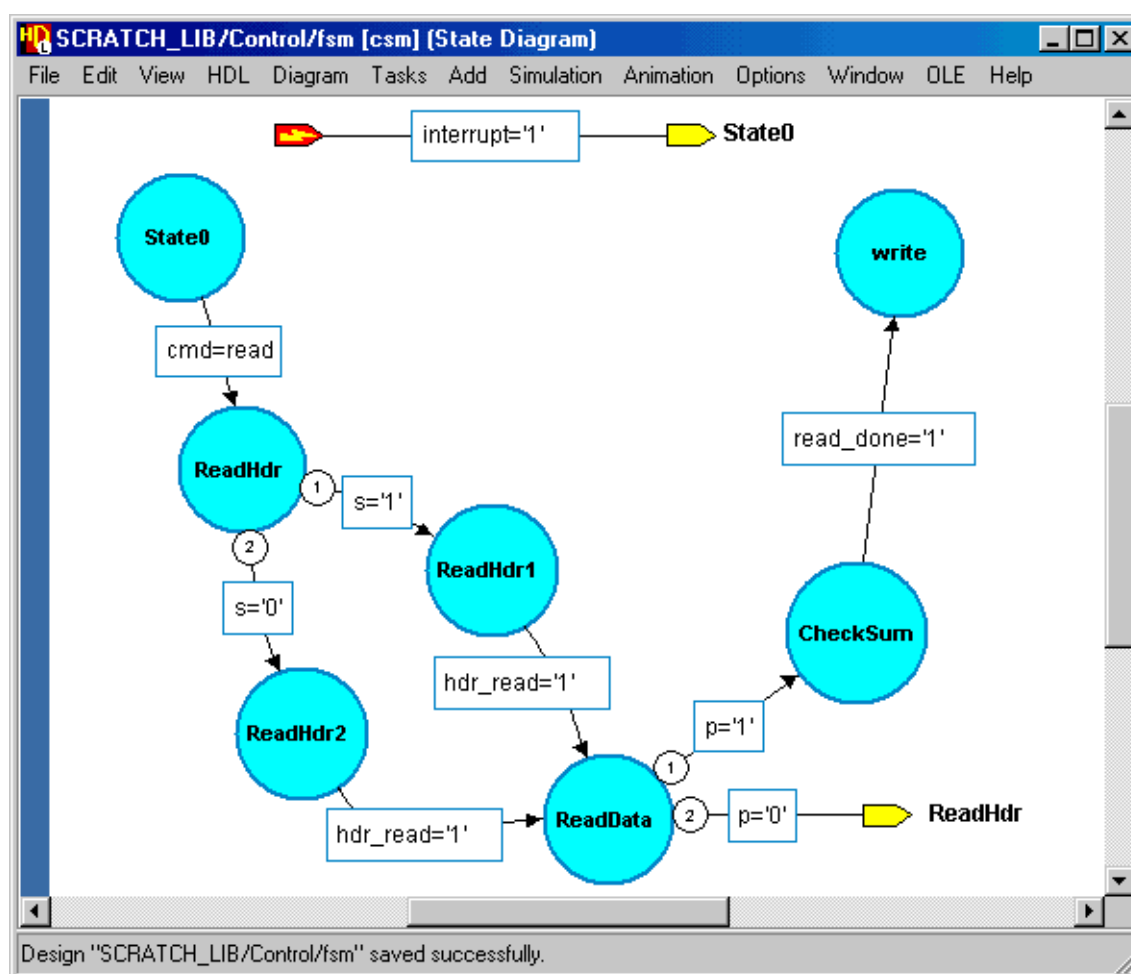 HD L SCRATCH_LIB/Control/fsm [csm] (State Diagram)
File Edit View HDL Diagram Tasks Add Simulation Animation Options Window OLE Help
interrupt='1' State0
State0
write
cmd=read
read_done='1'
ReadHdr
1
s='1'
2
ReadHdr1
s='0'
CheckSum
hdr_read='1'
ReadHdr2
p='1'
1
ReadData
2
p='0'
ReadHdr
hdr_read='1'
Design "SCRATCH_LIB/Control/fsm" saved successfully.